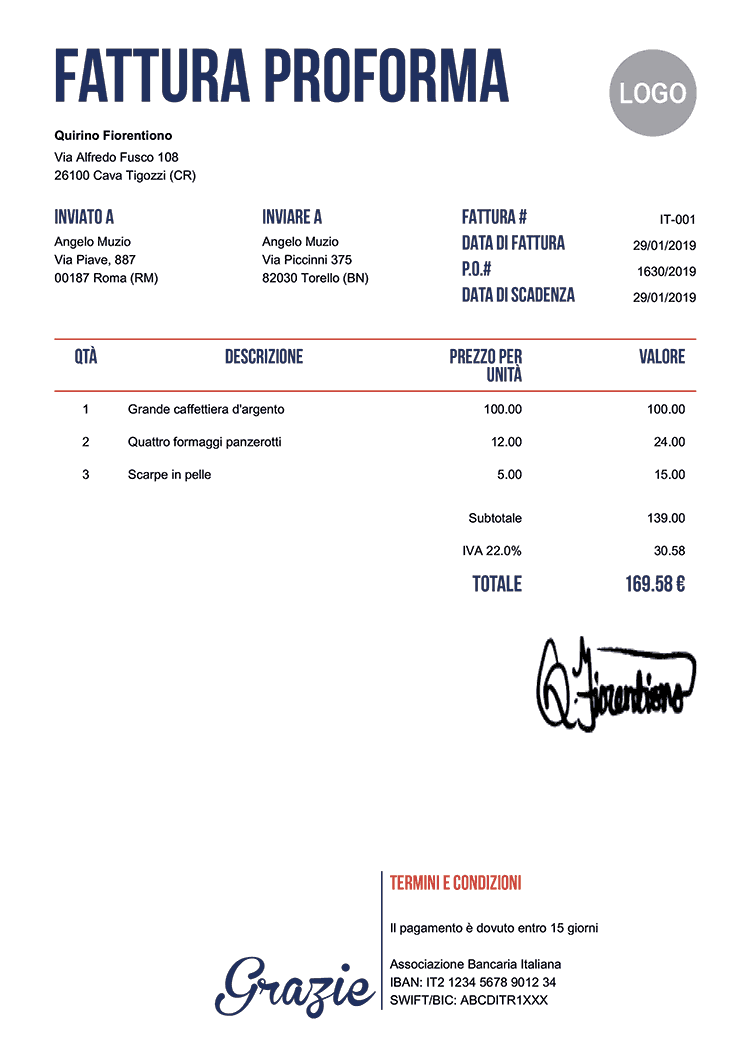 FATTURA PROFORMA
LOGO
Quirino Fiorentiono
Via Alfredo Fusco 108
26100 Cava Tigozzi (CR)
INVIATO A
Angelo Muzio
Via Piave, 887
00187 Roma (RM)
INVIARE A
Angelo Muzio
Via Piccinni 375
82030 Torello (BN)
FATTURA # IT-001
DATA DI FATTURA 29/01/2019
P.O.# 1630/2019
DATA DI SCADENZA 29/01/2019
QTÀ DESCRIZIONE PREZZO PER UNITÀ VALORE
1 Grande caffettiera d'argento 100.00 100.00
2 Quattro formaggi panzerotti 12.00 24.00
3 Scarpe in pelle 5.00 15.00
Subtotale 139.00
IVA 22.0% 30.58
TOTALE 169.58 €
Q. Fiorentiono
TERMINI E CONDIZIONI
Il pagamento è dovuto entro 15 giorni
Associazione Bancaria Italiana
IBAN: IT2 1234 5678 9012 34
SWIFT/BIC: ABCDITR1XXX
Grazie